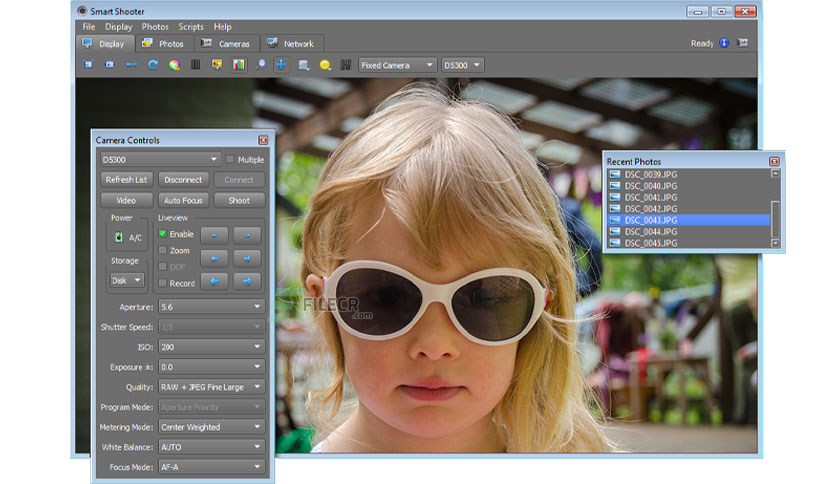 Smart Shooter
File Display Photos Scripts Help
Display Photos Cameras Network Ready
Fixed Camera D5300
Camera Controls
D5300 Multiple
Refresh List Disconnect Connect
Video Auto Focus Shoot
Power Liveview
A/C Enable
Zoom
Storage DOF
Disk Record
Aperture: 5.6
Shutter Speed: 1/3
ISO: 200
Exposure ±: 0.0
Quality: RAW + JPEG Fine Large
Program Mode: Aperture Priority
Metering Mode: Center Weighted
White Balance: AUTO
Focus Mode: AF-A
FILECR
.com
Recent Photos
DSC_0039.JPG
DSC_0040.JPG
DSC_0041.JPG
DSC_0042.JPG
DSC_0043.JPG
DSC_0044.JPG
DSC_0045.JPG